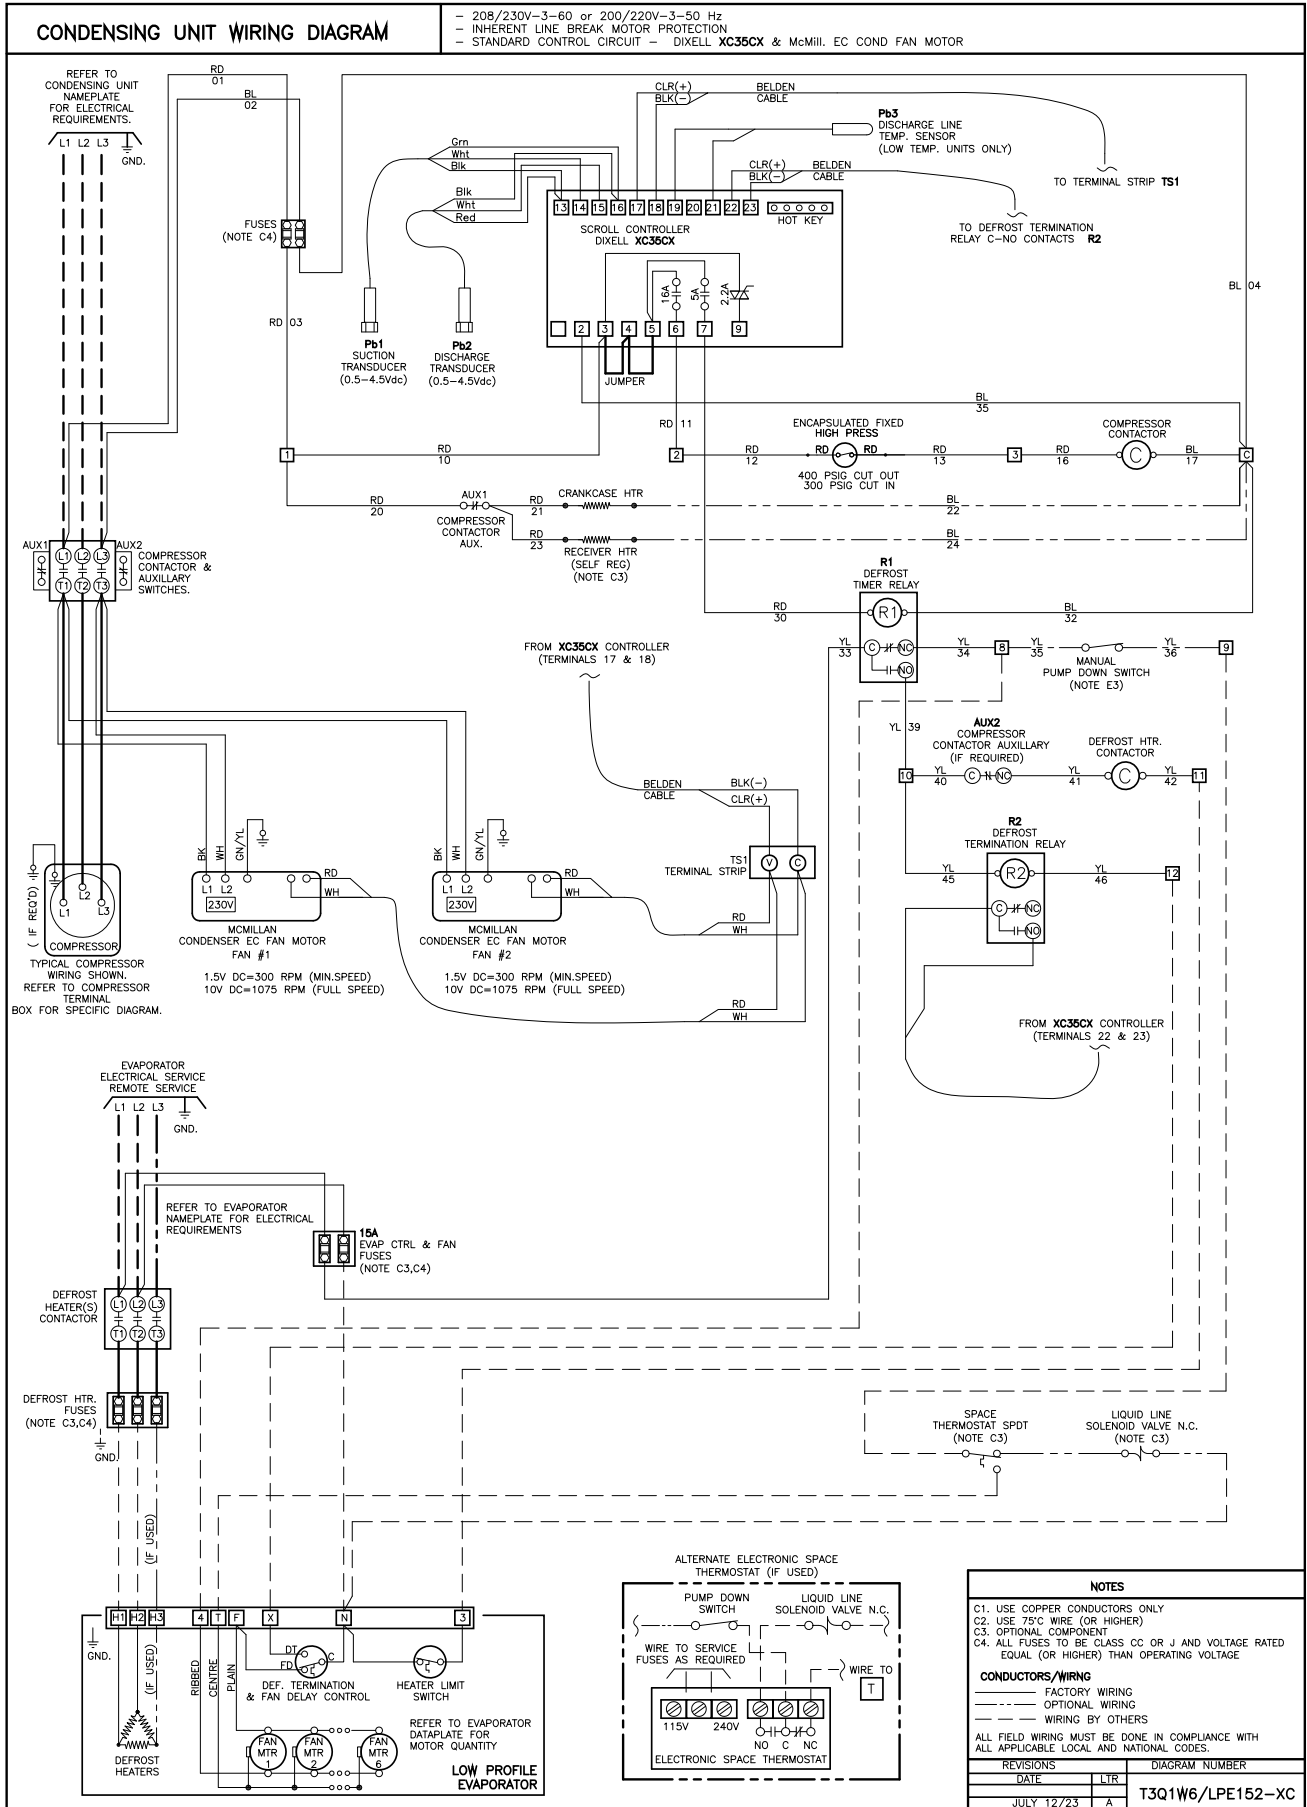 CONDENSING UNIT WIRING DIAGRAM
- 208/230V-3-60 or 200/220V-3-50 Hz
- INHERENT LINE BREAK MOTOR PROTECTION
- STANDARD CONTROL CIRCUIT - DIXELL XC35CX & McMill. EC COND FAN MOTOR
REFER TO
CONDENSING UNIT
NAMEPLATE
FOR ELECTRICAL
REQUIREMENTS.
L1 L2 L3
GND.
RD
01
BL
02
FUSES
(NOTE C4)
RD 03
Grn
Wht
Blk
Blk
Wht
Red
Pb1
SUCTION
TRANSDUCER
(0.5-4.5Vdc)
Pb2
DISCHARGE
TRANSDUCER
(0.5-4.5Vdc)
CLR(+)
BLK(-)
BELDEN
CABLE
Pb3
DISCHARGE LINE
TEMP. SENSOR
(LOW TEMP. UNITS ONLY)
CLR(+)
BLK(-)
BELDEN
CABLE
TO TERMINAL STRIP TS1
TO DEFROST TERMINATION
RELAY C-NO CONTACTS R2
13 14 15 16 17 18 19 20 21 22 23
HOT KEY
SCROLL CONTROLLER
DIXELL XC35CX
16A
5A
2.2A
2 3 4 5 6 7 9
JUMPER
BL 04
BL
35
RD 11
1
RD
10
2
RD
12
ENCAPSULATED FIXED
HIGH PRESS
RD RD
400 PSIG CUT OUT
300 PSIG CUT IN
RD
13
3
RD
16
COMPRESSOR
CONTACTOR
C
BL
17
C
RD
20
AUX1
COMPRESSOR
CONTACTOR
AUX.
RD
21
CRANKCASE HTR
BL
22
RD
23
RECEIVER HTR
(SELF REG)
(NOTE C3)
BL
24
AUX1
L1 L2 L3
T1 T2 T3
AUX2
COMPRESSOR
CONTACTOR &
AUXILLARY
SWITCHES.
R1
DEFROST
TIMER RELAY
RD
30
R1
BL
32
YL
33
C NC
NO
YL
34
8
YL
35
MANUAL
PUMP DOWN SWITCH
(NOTE E3)
YL
36
9
FROM XC35CX CONTROLLER
(TERMINALS 17 & 18)
YL 39
10
YL
40
AUX2
COMPRESSOR
CONTACTOR AUXILLARY
(IF REQUIRED)
C NC
YL
41
DEFROST HTR.
CONTACTOR
C
YL
42
11
BELDEN
CABLE
BLK(-)
CLR(+)
TS1
TERMINAL STRIP
V C
R2
DEFROST
TERMINATION RELAY
YL
45
R2
YL
46
12
C NC
NO
( IF REQ'D)
L1
L2
L3
COMPRESSOR
TYPICAL COMPRESSOR
WIRING SHOWN.
REFER TO COMPRESSOR
TERMINAL
BOX FOR SPECIFIC DIAGRAM.
BK
WH
GN/YL
L1 L2
230V
RD
WH
MCMILLAN
CONDENSER EC FAN MOTOR
FAN #1
1.5V DC=300 RPM (MIN.SPEED)
10V DC=1075 RPM (FULL SPEED)
BK
WH
GN/YL
L1 L2
230V
RD
WH
MCMILLAN
CONDENSER EC FAN MOTOR
FAN #2
1.5V DC=300 RPM (MIN.SPEED)
10V DC=1075 RPM (FULL SPEED)
RD
WH
RD
WH
FROM XC35CX CONTROLLER
(TERMINALS 22 & 23)
EVAPORATOR
ELECTRICAL SERVICE
REMOTE SERVICE
L1 L2 L3
GND.
REFER TO EVAPORATOR
NAMEPLATE FOR ELECTRICAL
REQUIREMENTS
15A
EVAP CTRL & FAN
FUSES
(NOTE C3,C4)
DEFROST
HEATER(S)
CONTACTOR
L1 L2 L3
T1 T2 T3
DEFROST HTR.
FUSES
(NOTE C3,C4)
GND.
(IF USED)
SPACE
THERMOSTAT SPDT
(NOTE C3)
LIQUID LINE
SOLENOID VALVE N.C.
(NOTE C3)
H1 H2 H3 4 T F X N 3
GND.
(IF USED)
RIBBED
CENTRE
PLAIN
DT
FD
C
DEF. TERMINATION
& FAN DELAY CONTROL
HEATER LIMIT
SWITCH
DEFROST
HEATERS
FAN
MTR
1
FAN
MTR
2
FAN
MTR
6
REFER TO EVAPORATOR
DATAPLATE FOR
MOTOR QUANTITY
LOW PROFILE
EVAPORATOR
ALTERNATE ELECTRONIC SPACE
THERMOSTAT (IF USED)
PUMP DOWN
SWITCH
LIQUID LINE
SOLENOID VALVE N.C.
WIRE TO SERVICE
FUSES AS REQUIRED
WIRE TO
T
115V 240V
NO C NC
ELECTRONIC SPACE THERMOSTAT
NOTES
C1. USE COPPER CONDUCTORS ONLY
C2. USE 75°C WIRE (OR HIGHER)
C3. OPTIONAL COMPONENT
C4. ALL FUSES TO BE CLASS CC OR J AND VOLTAGE RATED
EQUAL (OR HIGHER) THAN OPERATING VOLTAGE
CONDUCTORS/WIRNG
FACTORY WIRING
OPTIONAL WIRING
WIRING BY OTHERS
ALL FIELD WIRING MUST BE DONE IN COMPLIANCE WITH
ALL APPLICABLE LOCAL AND NATIONAL CODES.
REVISIONS
DATE LTR
JULY 12/23 A
DIAGRAM NUMBER
T3Q1W6/LPE152-XC